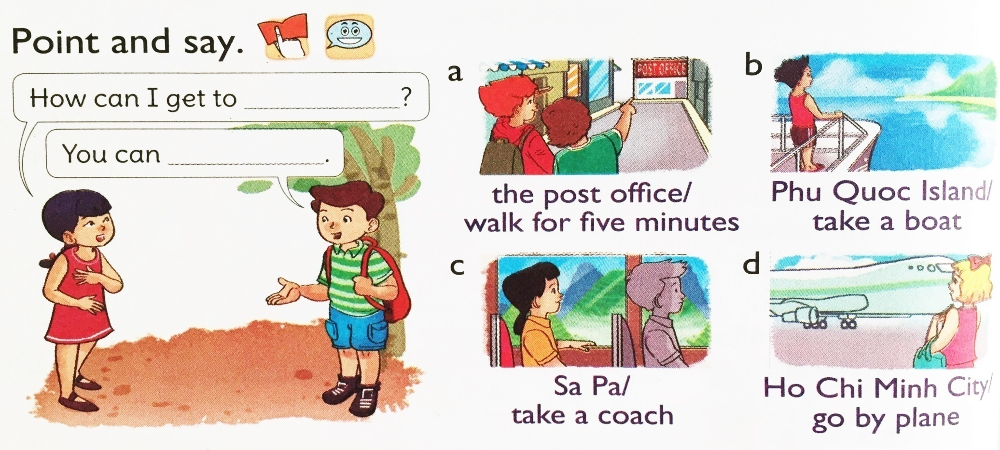 Point and say.
How can I get to ?
You can .
a
POST OFFICE
the post office/
walk for five minutes
b
Phu Quoc Island/
take a boat
c
Sa Pa/
take a coach
d
Ho Chi Minh City/
go by plane